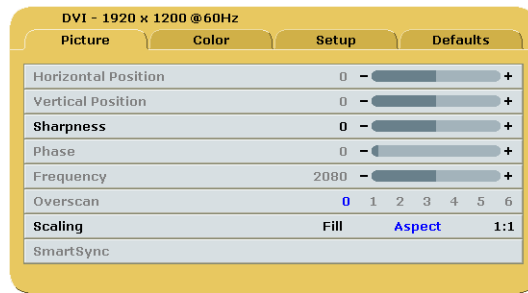 DVI - 1920 x 1200 @60Hz
Picture Color Setup Defaults
Horizontal Position 0 - +
Vertical Position 0 - +
Sharpness 0 - +
Phase 0 - +
Frequency 2080 - +
Overscan 0 1 2 3 4 5 6
Scaling Fill Aspect 1:1
SmartSync